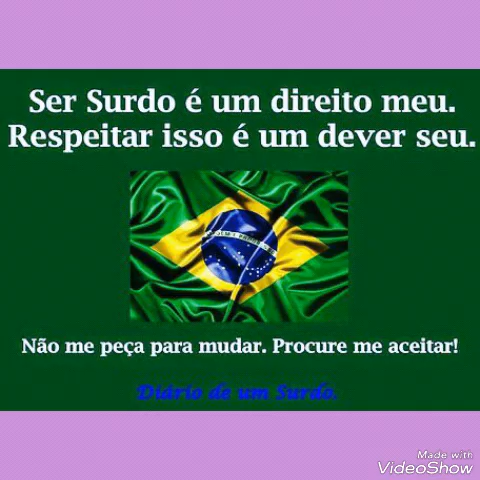 Ser Surdo é um direito meu.
Respeitar isso é um dever seu.
Não me peça para mudar. Procure me aceitar!
Diário de um Surdo.
Made with
VideoShow